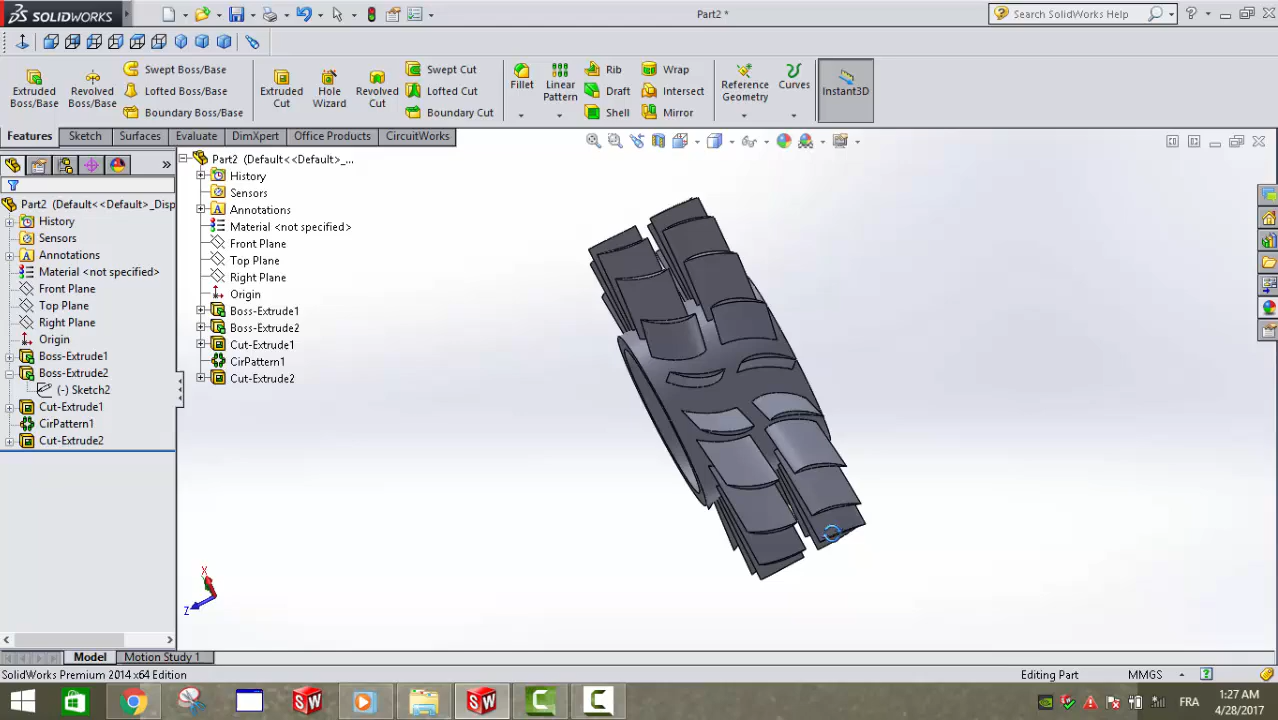 SOLIDWORKS
Part2 *
Search SolidWorks Help
Extruded Boss/Base
Revolved Boss/Base
Swept Boss/Base
Lofted Boss/Base
Boundary Boss/Base
Extruded Cut
Hole Wizard
Revolved Cut
Swept Cut
Lofted Cut
Boundary Cut
Fillet
Linear Pattern
Rib
Draft
Shell
Wrap
Intersect
Mirror
Reference Geometry
Curves
Instant3D
Features
Sketch
Surfaces
Evaluate
DimXpert
Office Products
CircuitWorks
Part2 (Default<<Default>_Disp
History
Sensors
Annotations
Material <not specified>
Front Plane
Top Plane
Right Plane
Origin
Boss-Extrude1
Boss-Extrude2
(-) Sketch2
Cut-Extrude1
CirPattern1
Cut-Extrude2
Part2 (Default<<Default>_...
History
Sensors
Annotations
Material <not specified>
Front Plane
Top Plane
Right Plane
Origin
Boss-Extrude1
Boss-Extrude2
Cut-Extrude1
CirPattern1
Cut-Extrude2
X
Z
Model
Motion Study 1
SolidWorks Premium 2014 x64 Edition
Editing Part
MMGS
FRA
1:27 AM
4/28/2017